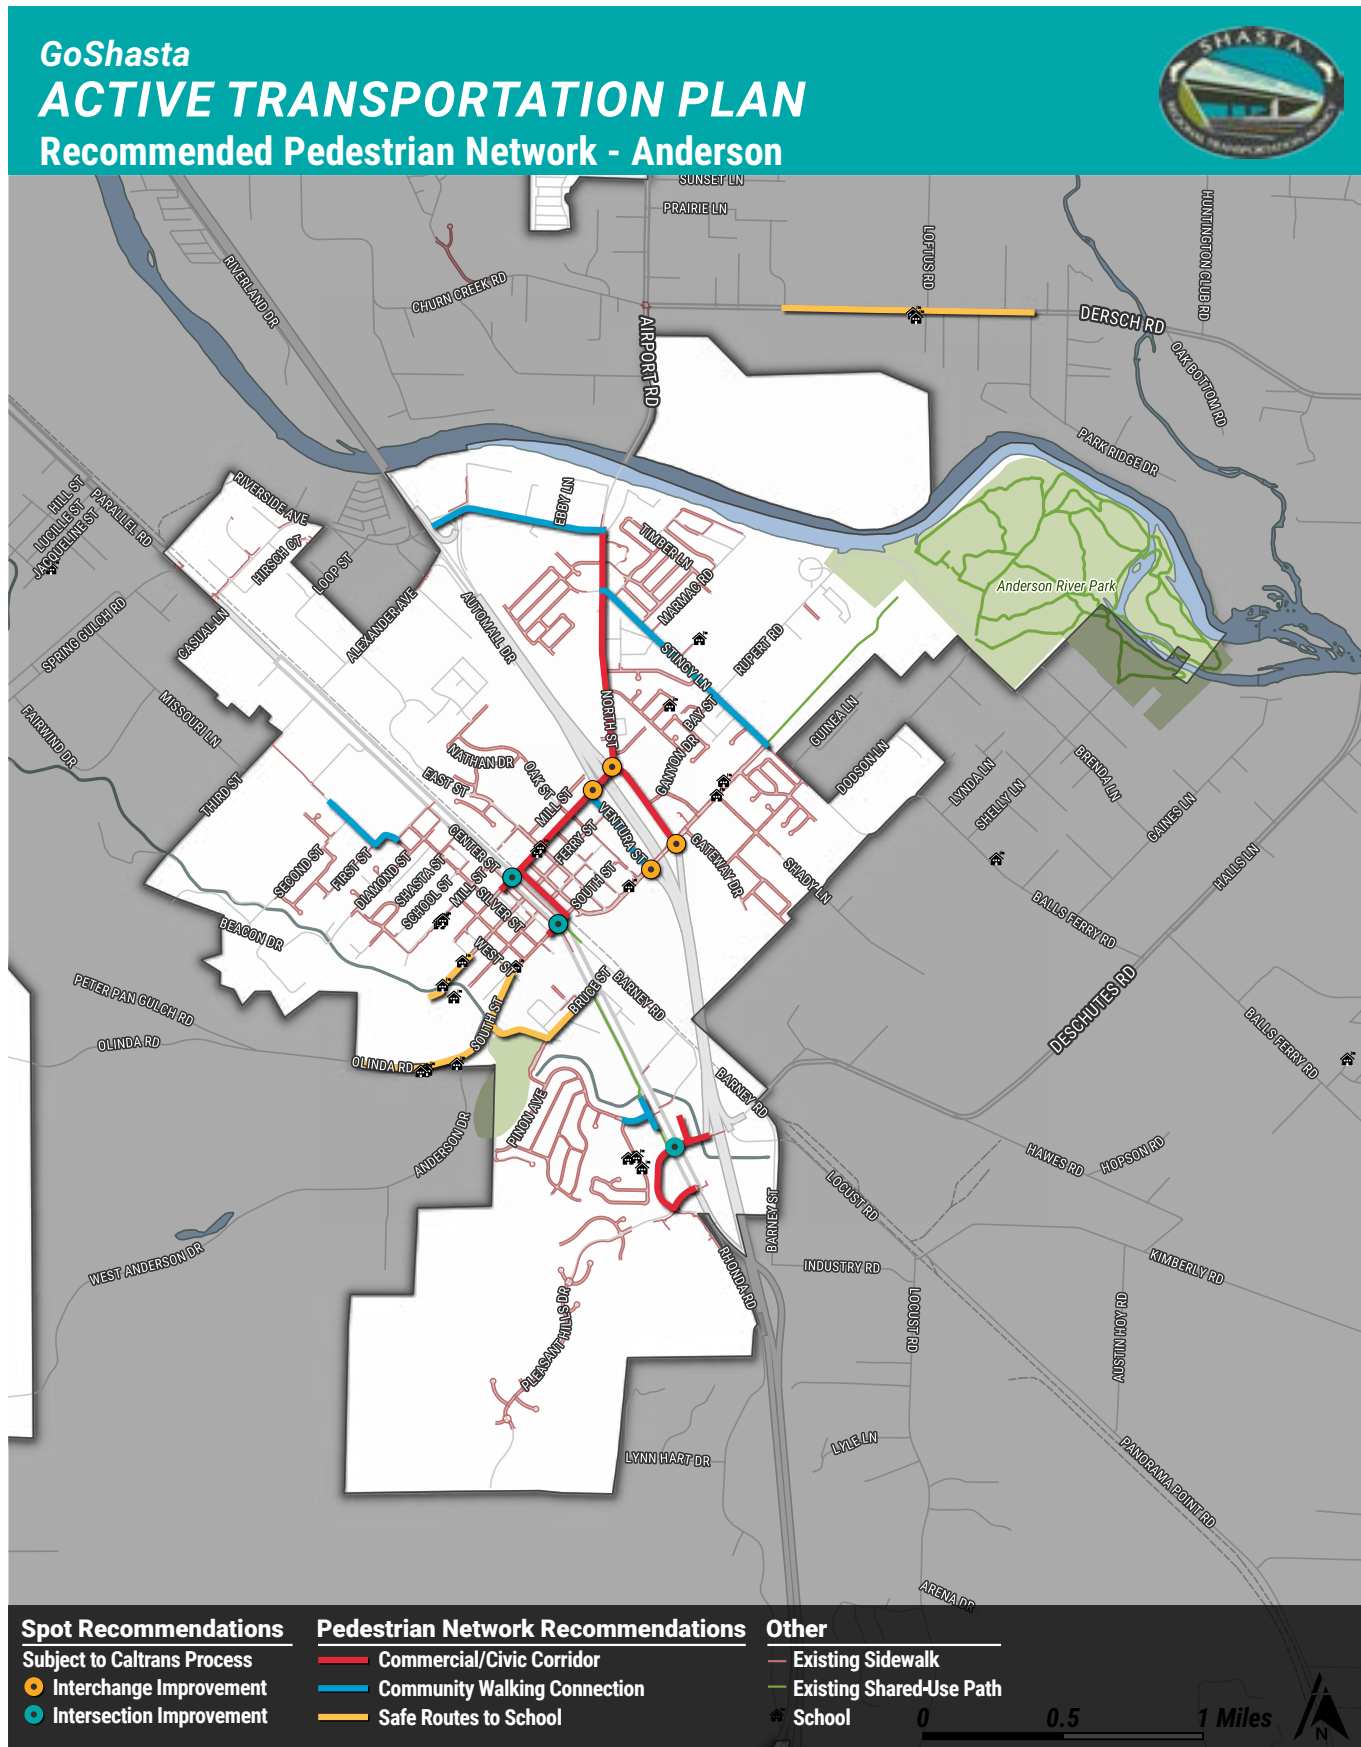 GoShasta
ACTIVE TRANSPORTATION PLAN
Recommended Pedestrian Network - Anderson
SHASTA
REGIONAL TRANSPORTATION AGENCY
SUNSET LN
PRAIRIE LN
LOFTUS RD
HUNTINGTON CLUB RD
RIVERLAND DR
CHURN CREEK RD
AIRPORT RD
DERSCH RD
OAK BOTTOM RD
PARK RIDGE DR
HILL ST
LUCILLE ST
JACQUELINE ST
PARALLEL RD
RIVERSIDE AVE
HIRSCH CT
LOOP ST
EBBY LN
TIMBER LN
MARMAC RD
Anderson River Park
SPRING GULCH RD
CASUAL LN
ALEXANDER AVE
AUTOMALL DR
STINGY LN
RUPERT RD
FAIRWIND DR
MISSOURI LN
NORTH ST
BAY ST
GUINEA LN
NATHAN DR
OAK ST
CANYON DR
DODSON LN
LYNDA LN
BRENDA LN
EAST ST
THIRD ST
MILL ST
VENTURA ST
SHELLY LN
GAINES LN
CENTER ST
FERRY ST
GATEWAY DR
SHADY LN
HALLS LN
SECOND ST
FIRST ST
DIAMOND ST
SHASTA ST
SCHOOL ST
MILL ST
SILVER ST
SOUTH ST
BEACON DR
WEST ST
BALLS FERRY RD
PETER PAN GULCH RD
OLINDA RD
SOUTH ST
BRUCE ST
BARNEY RD
DESCHUTES RD
BALLS FERRY RD
OLINDA RD
PINON AVE
BARNEY RD
ANDERSON DR
HAWES RD
HOPSON RD
LOCUST RD
BARNEY ST
WEST ANDERSON DR
RHONDA RD
INDUSTRY RD
KIMBERLY RD
PLEASANT HILLS DR
LOCUST RD
AUSTIN HOY RD
LYNN HART DR
LYLE LN
PANORAMA POINT RD
ARENA DR
Spot Recommendations
Subject to Caltrans Process
Interchange Improvement
Intersection Improvement
Pedestrian Network Recommendations
Commercial/Civic Corridor
Community Walking Connection
Safe Routes to School
Other
Existing Sidewalk
Existing Shared-Use Path
School
0 0.5 1 Miles
N